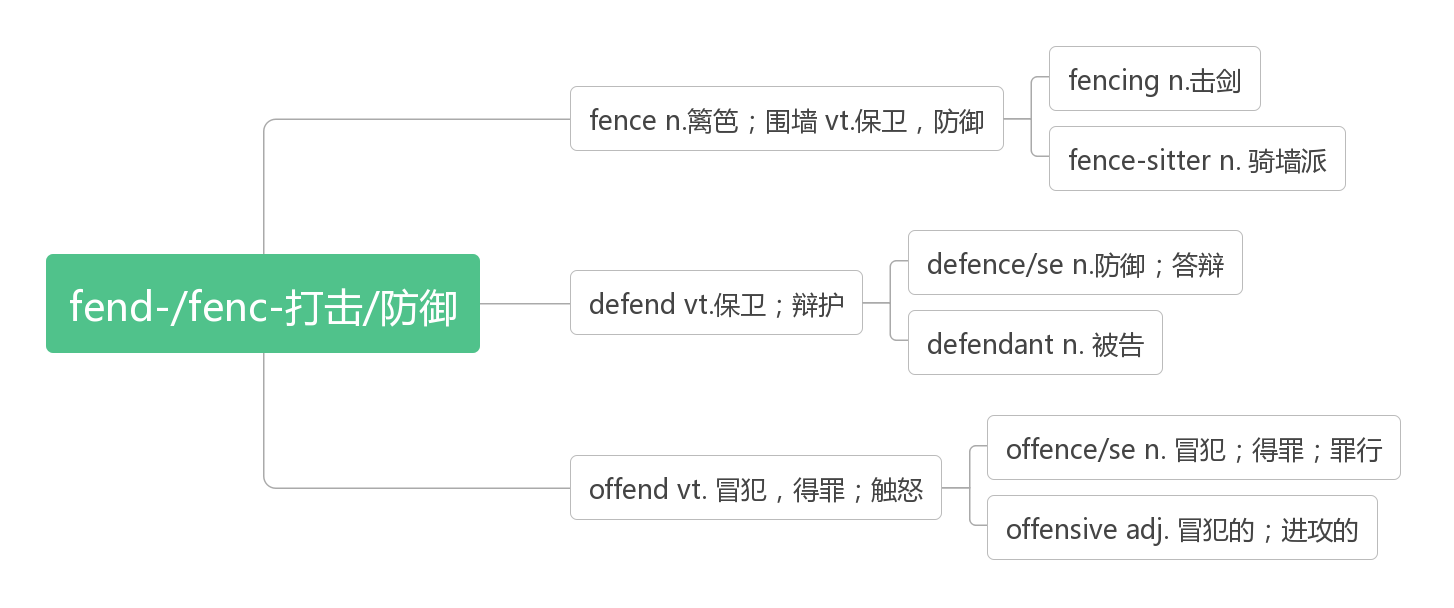 fend-/fenc-打击/防御
fence n.篱笆；围墙 vt.保卫，防御
fencing n.击剑
fence-sitter n. 骑墙派
defend vt.保卫；辩护
defence/se n.防御；答辩
defendant n. 被告
offend vt. 冒犯，得罪；触怒
offence/se n. 冒犯；得罪；罪行
offensive adj. 冒犯的；进攻的